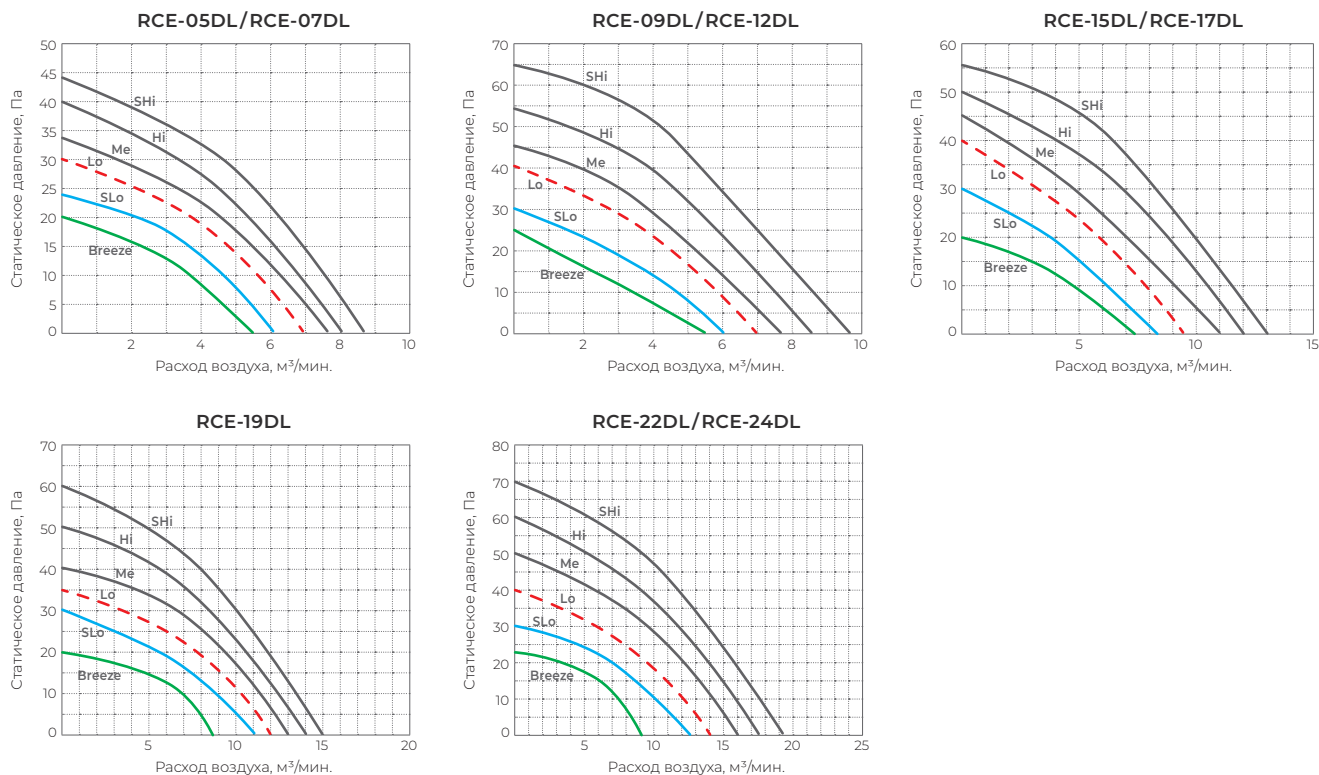 RCE-05DL/RCE-07DL
50
45
40
35
30
25
20
15
10
5
0
Статическое давление, Па
SHi
Hi
Me
Lo
SLo
Breeze
2
4
6
8
10
Расход воздуха, м³/мин.
RCE-09DL/RCE-12DL
70
60
50
40
30
20
10
0
Статическое давление, Па
SHi
Hi
Me
Lo
SLo
Breeze
2
4
6
8
10
Расход воздуха, м³/мин.
RCE-15DL/RCE-17DL
60
50
40
30
20
10
0
Статическое давление, Па
SHi
Hi
Me
Lo
SLo
Breeze
5
10
15
Расход воздуха, м³/мин.
RCE-19DL
70
60
50
40
30
20
10
0
Статическое давление, Па
SHi
Hi
Me
Lo
SLo
Breeze
5
10
15
20
Расход воздуха, м³/мин.
RCE-22DL/RCE-24DL
80
70
60
50
40
30
20
10
0
Статическое давление, Па
SHi
Hi
Me
Lo
SLo
Breeze
5
10
15
20
25
Расход воздуха, м³/мин.